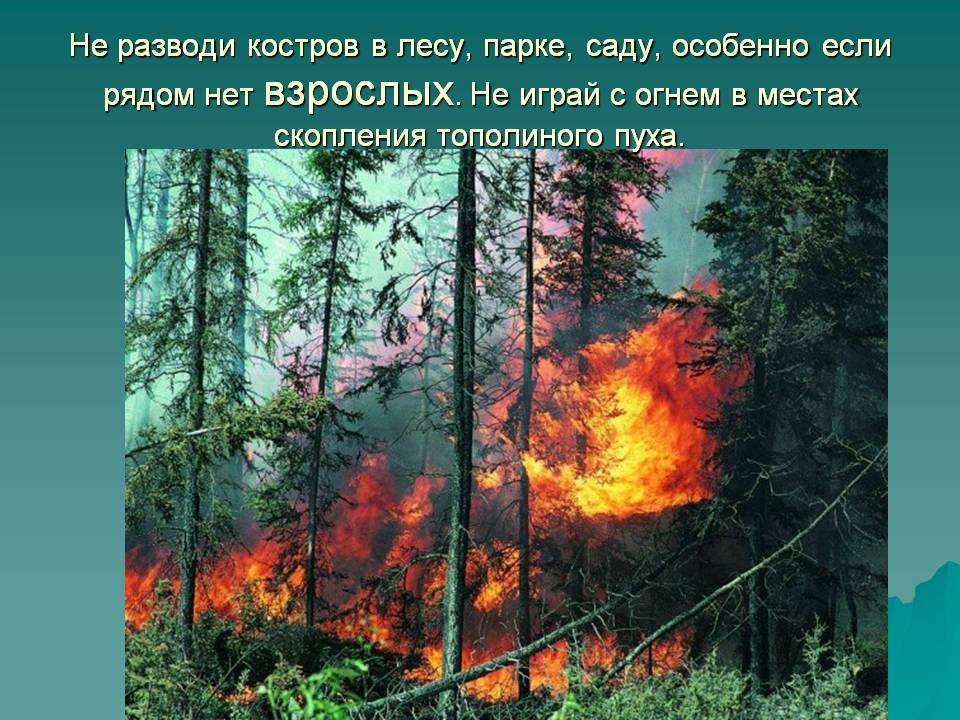 Не разводи костров в лесу, парке, саду, особенно если
рядом нет взрослых. Не играй с огнем в местах
скопления тополиного пуха.